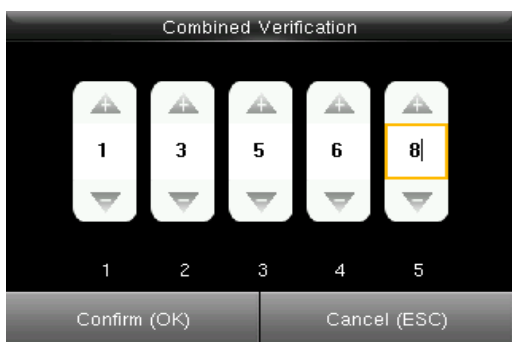 Combined Verification
1 3 5 6 8
1 2 3 4 5
Confirm (OK) Cancel (ESC)